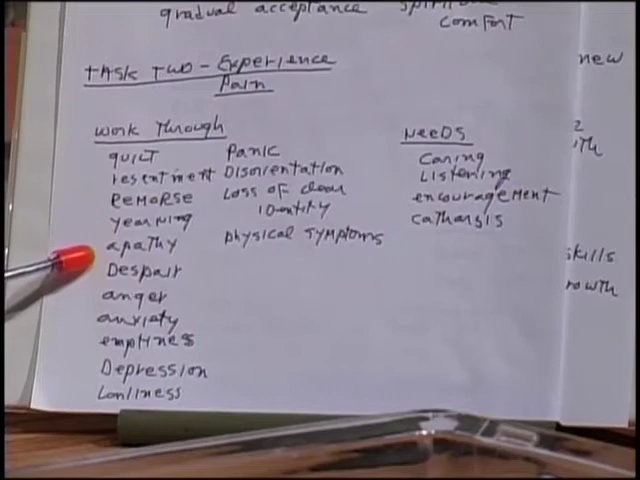 gradual acceptance
comfort
new
TASK TWO - Experience
Pain
Work Through
guilt
resentment
Remorse
yearning
apathy
Despair
anger
anxiety
emptiness
Depression
Lonliness
Panic
Disorientation
Loss of clear
identity
physical symptoms
Needs
Caring
Listening
encouragement
catharsis
skills